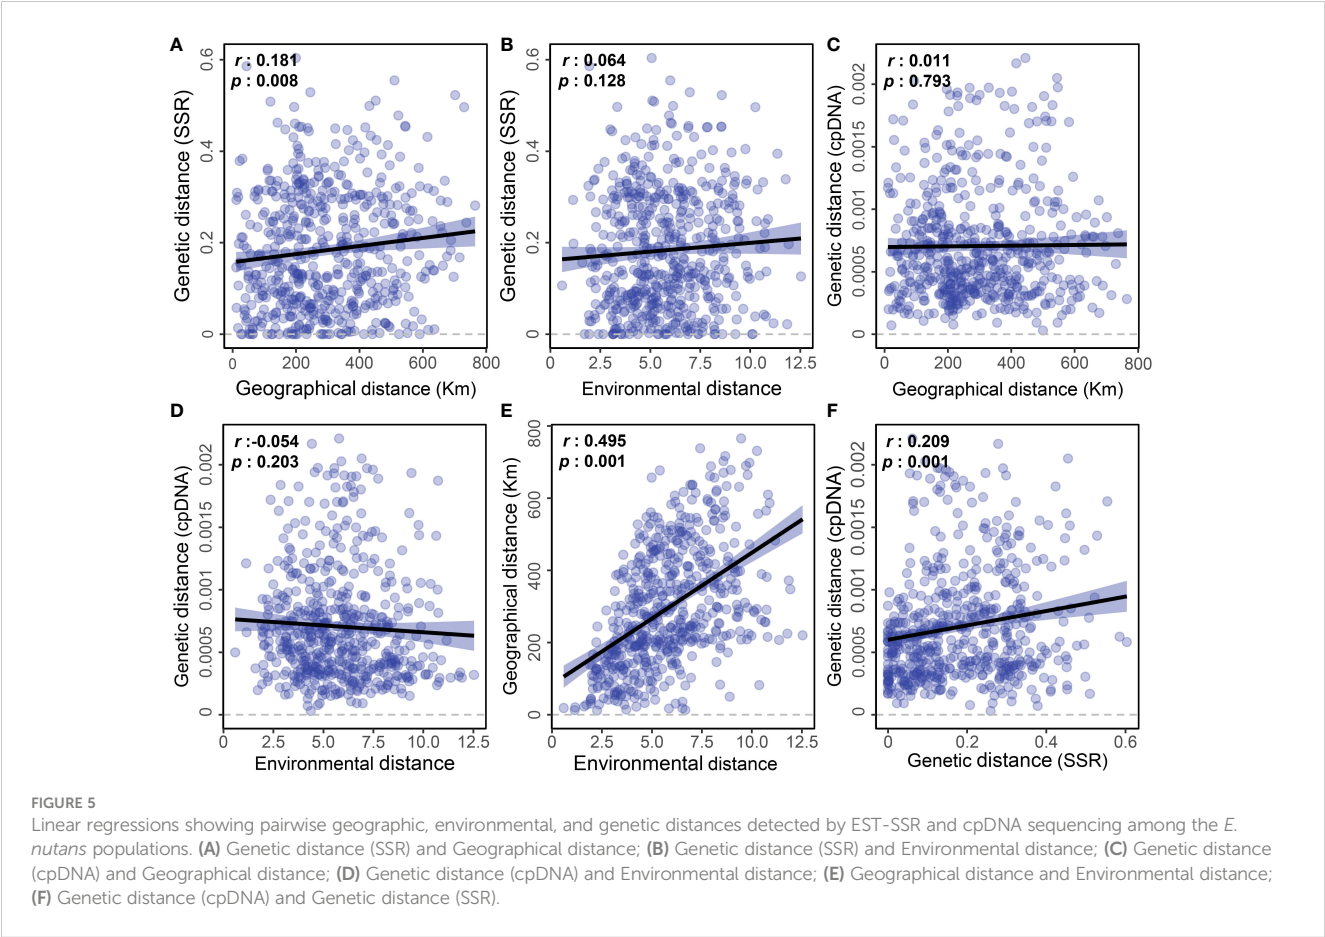 A
r : 0.181
p : 0.008
Genetic distance (SSR)
0.6
0.4
0.2
0
0 200 400 600 800
Geographical distance (Km)
B
r : 0.064
p : 0.128
Genetic distance (SSR)
0.6
0.4
0.2
0
0 2.5 5.0 7.5 10.0 12.5
Environmental distance
C
r : 0.011
p : 0.793
Genetic distance (cpDNA)
0.002
0.0015
0.001
0.0005
0
0 200 400 600 800
Geographical distance (Km)
D
r :-0.054
p : 0.203
Genetic distance (cpDNA)
0.002
0.0015
0.001
0.0005
0
0 2.5 5.0 7.5 10.0 12.5
Environmental distance
E
r : 0.495
p : 0.001
Geographical distance (Km)
800
600
400
200
0
0 2.5 5.0 7.5 10.0 12.5
Environmental distance
F
r : 0.209
p : 0.001
Genetic distance (cpDNA)
0.002
0.0015
0.001
0.0005
0
0 0.2 0.4 0.6
Genetic distance (SSR)
FIGURE 5
Linear regressions showing pairwise geographic, environmental, and genetic distances detected by EST-SSR and cpDNA sequencing among the E.
nutans populations. (A) Genetic distance (SSR) and Geographical distance; (B) Genetic distance (SSR) and Environmental distance; (C) Genetic distance
(cpDNA) and Geographical distance; (D) Genetic distance (cpDNA) and Environmental distance; (E) Geographical distance and Environmental distance;
(F) Genetic distance (cpDNA) and Genetic distance (SSR).